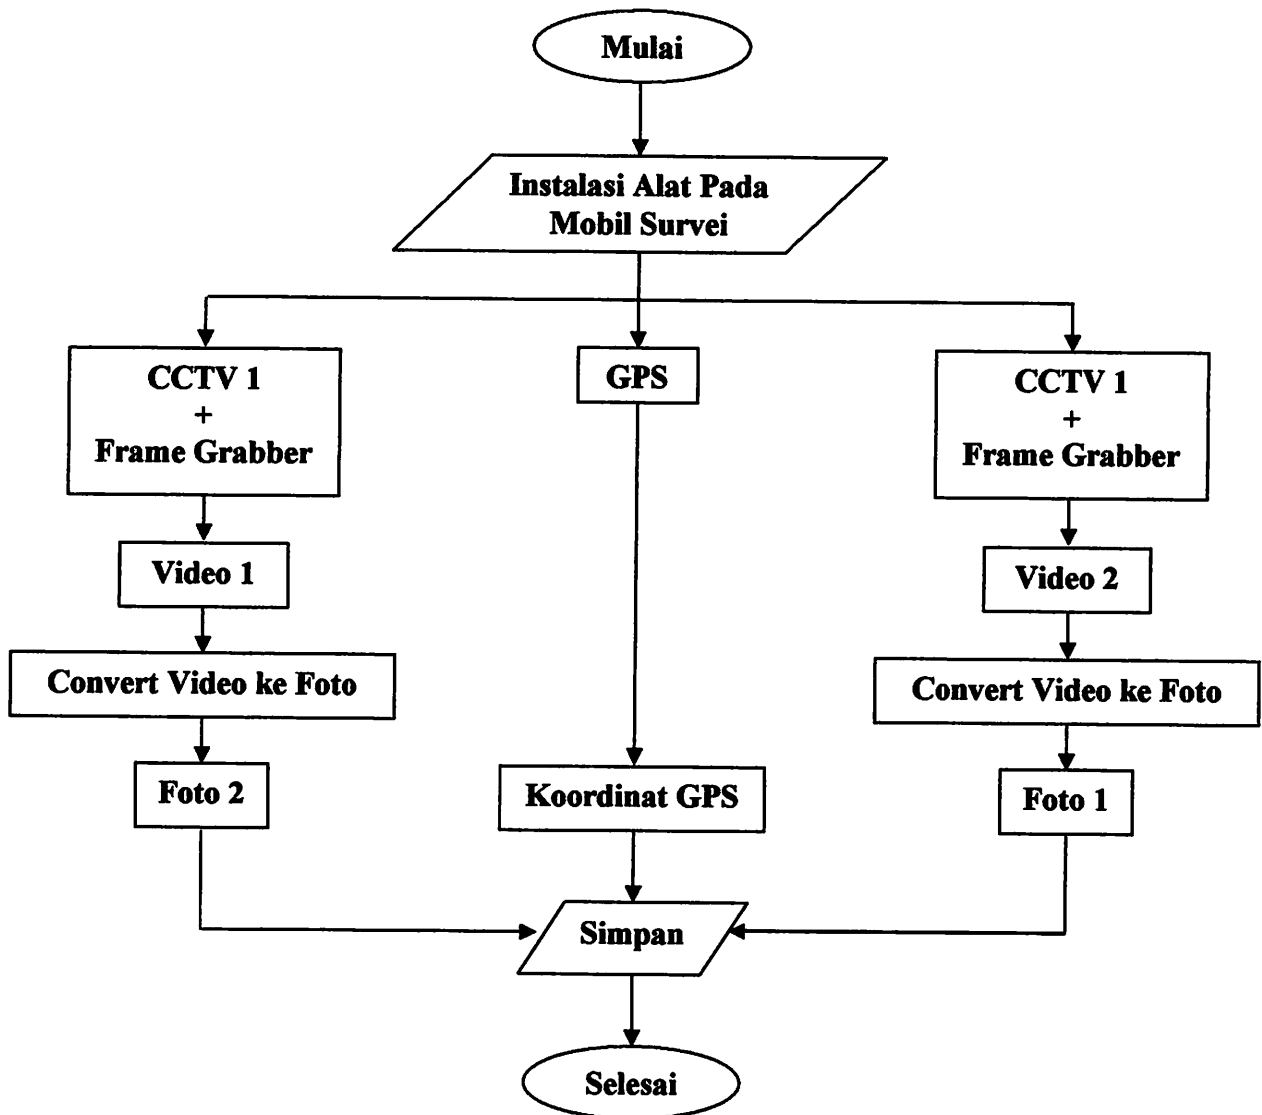 Mulai
Instalasi Alat Pada
Mobil Survei
CCTV 1
+
Frame Grabber
GPS
CCTV 1
+
Frame Grabber
Video 1
Video 2
Convert Video ke Foto
Convert Video ke Foto
Foto 2
Koordinat GPS
Foto 1
Simpan
Selesai